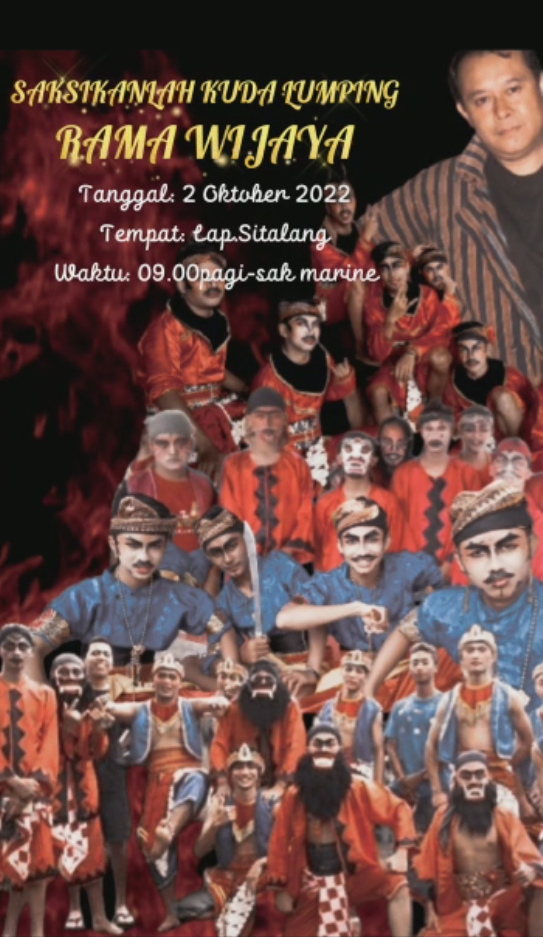 SAKSIKANLAH KUDA LUMPING
RAMA WIJAYA
Tanggal: 2 Oktober 2022
Tempat: Lap.Sitalang
Waktu: 09.00pagi-sak marine